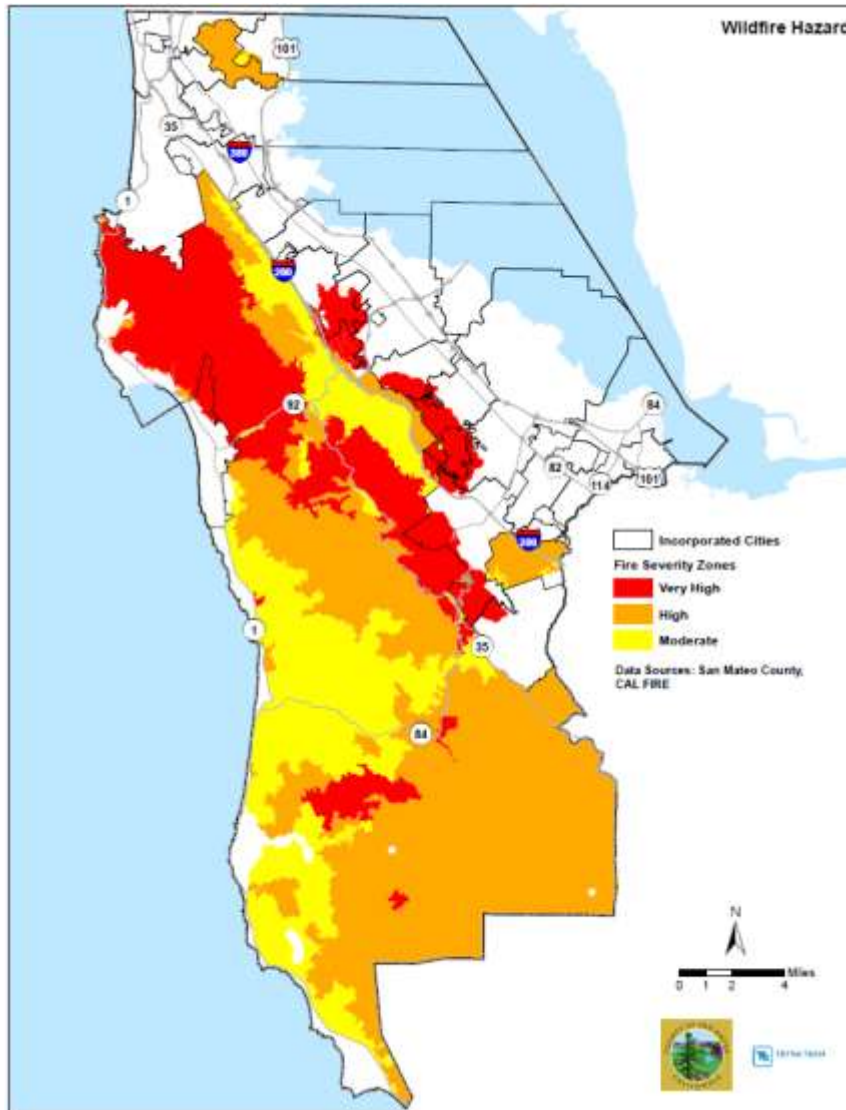 Wildfire Hazard
101
35
380
1
280
92
84
82
114
101
280
Incorporated Cities
Fire Severity Zones
Very High
High
Moderate
1
35
Data Sources: San Mateo County,
CAL FIRE
84
N
Miles
0 1 2 4